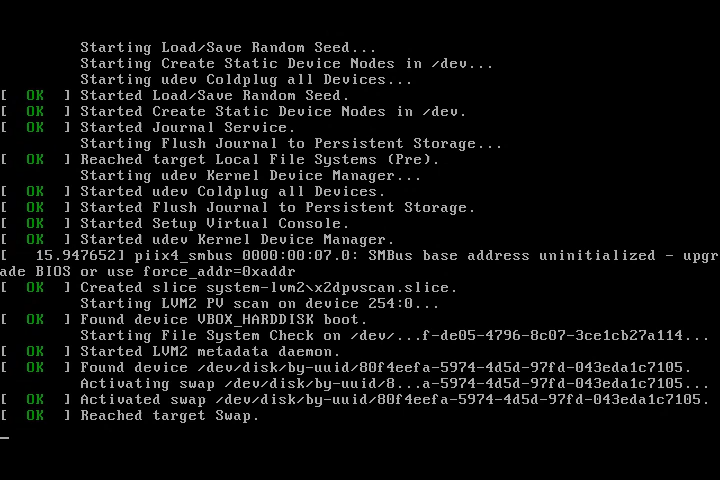 Starting Load/Save Random Seed...
Starting Create Static Device Nodes in /dev...
Starting udev Coldplug all Devices...
[  OK  ] Started Load/Save Random Seed.
[  OK  ] Started Create Static Device Nodes in /dev.
[  OK  ] Started Journal Service.
Starting Flush Journal to Persistent Storage...
[  OK  ] Reached target Local File Systems (Pre).
Starting udev Kernel Device Manager...
[  OK  ] Started udev Coldplug all Devices.
[  OK  ] Started Flush Journal to Persistent Storage.
[  OK  ] Started Setup Virtual Console.
[  OK  ] Started udev Kernel Device Manager.
[   15.947652] piix4_smbus 0000:00:07.0: SMBus base address uninitialized - upgr
ade BIOS or use force_addr=0xaddr
[  OK  ] Created slice system-lvm2\x2dpvscan.slice.
Starting LVM2 PV scan on device 254:0...
[  OK  ] Found device VBOX_HARDDISK boot.
Starting File System Check on /dev/...f-de05-4796-8c07-3ce1cb27a114...
[  OK  ] Started LVM2 metadata daemon.
[  OK  ] Found device /dev/disk/by-uuid/80f4eefa-5974-4d5d-97fd-043eda1c7105.
Activating swap /dev/disk/by-uuid/8...a-5974-4d5d-97fd-043eda1c7105...
[  OK  ] Activated swap /dev/disk/by-uuid/80f4eefa-5974-4d5d-97fd-043eda1c7105.
[  OK  ] Reached target Swap.